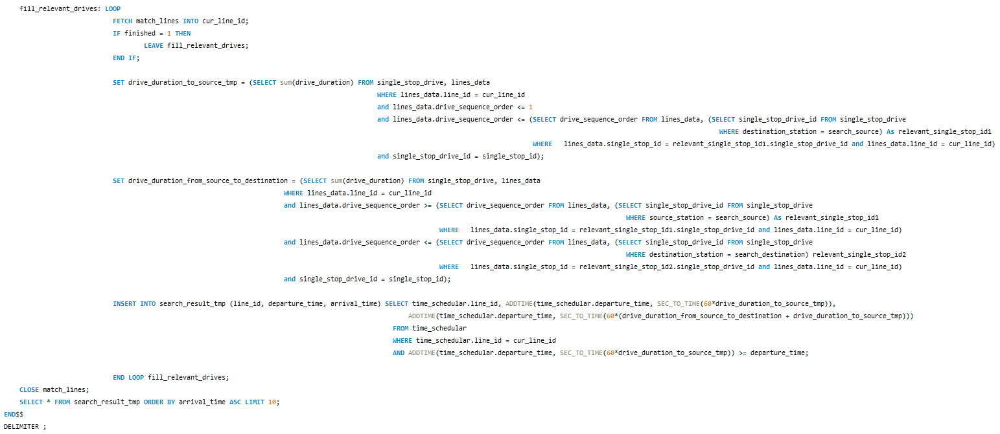 fill_relevant_drives: LOOP
FETCH match_lines INTO cur_line_id;
IF finished = 1 THEN
LEAVE fill_relevant_drives;
END IF;
SET drive_duration_to_source_tmp = (SELECT sum(drive_duration) FROM single_stop_drive, lines_data
WHERE lines_data.line_id = cur_line_id
and lines_data.drive_sequence_order <= 1
and lines_data.drive_sequence_order <= (SELECT drive_sequence_order FROM lines_data, (SELECT single_stop_drive_id FROM single_stop_drive
WHERE destination_station = search_source) As relevant_single_stop_id1
WHERE lines_data.single_stop_id = relevant_single_stop_id1.single_stop_drive_id and lines_data.line_id = cur_line_id)
and single_stop_drive_id = single_stop_id);
SET drive_duration_from_source_to_destination = (SELECT sum(drive_duration) FROM single_stop_drive, lines_data
WHERE lines_data.line_id = cur_line_id
and lines_data.drive_sequence_order >= (SELECT drive_sequence_order FROM lines_data, (SELECT single_stop_drive_id FROM single_stop_drive
WHERE source_station = search_source) As relevant_single_stop_id1
WHERE lines_data.single_stop_id = relevant_single_stop_id1.single_stop_drive_id and lines_data.line_id = cur_line_id)
and lines_data.drive_sequence_order <= (SELECT drive_sequence_order FROM lines_data, (SELECT single_stop_drive_id FROM single_stop_drive
WHERE destination_station = search_destination) relevant_single_stop_id2
WHERE lines_data.single_stop_id = relevant_single_stop_id2.single_stop_drive_id and lines_data.line_id = cur_line_id)
and single_stop_drive_id = single_stop_id);
INSERT INTO search_result_tmp (line_id, departure_time, arrival_time) SELECT time_schedular.line_id, ADDTIME(time_schedular.departure_time, SEC_TO_TIME(60*drive_duration_to_source_tmp)),
ADDTIME(time_schedular.departure_time, SEC_TO_TIME(60*(drive_duration_from_source_to_destination + drive_duration_to_source_tmp)))
FROM time_schedular
WHERE time_schedular.line_id = cur_line_id
AND ADDTIME(time_schedular.departure_time, SEC_TO_TIME(60*drive_duration_to_source_tmp)) >= departure_time;
END LOOP fill_relevant_drives;
CLOSE match_lines;
SELECT * FROM search_result_tmp ORDER BY arrival_time ASC LIMIT 10;
END$$
DELIMITER ;